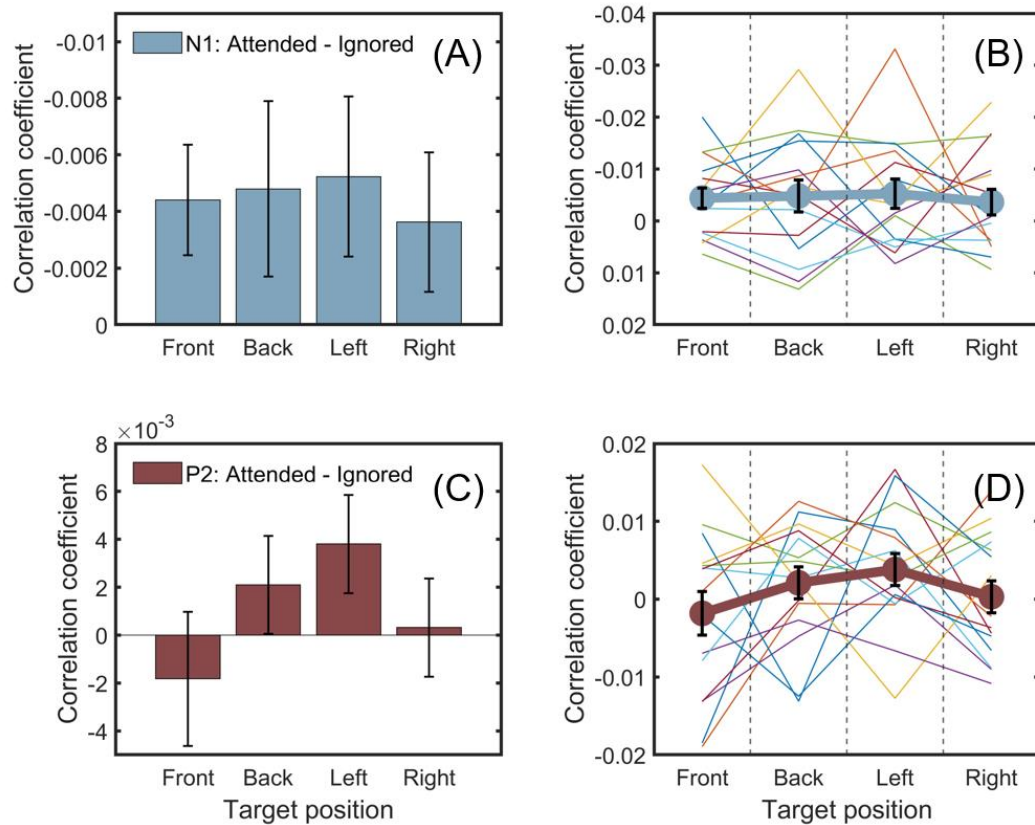 (A)
N1: Attended - Ignored
Correlation coefficient
-0.01
-0.008
-0.006
-0.004
-0.002
0
Front Back Left Right
(B)
Correlation coefficient
-0.04
-0.03
-0.02
-0.01
0
0.01
0.02
Front Back Left Right
(C)
×10⁻³
P2: Attended - Ignored
Correlation coefficient
8
6
4
2
0
-2
-4
Front Back Left Right
Target position
(D)
Correlation coefficient
0.02
0.01
0
-0.01
-0.02
Front Back Left Right
Target position